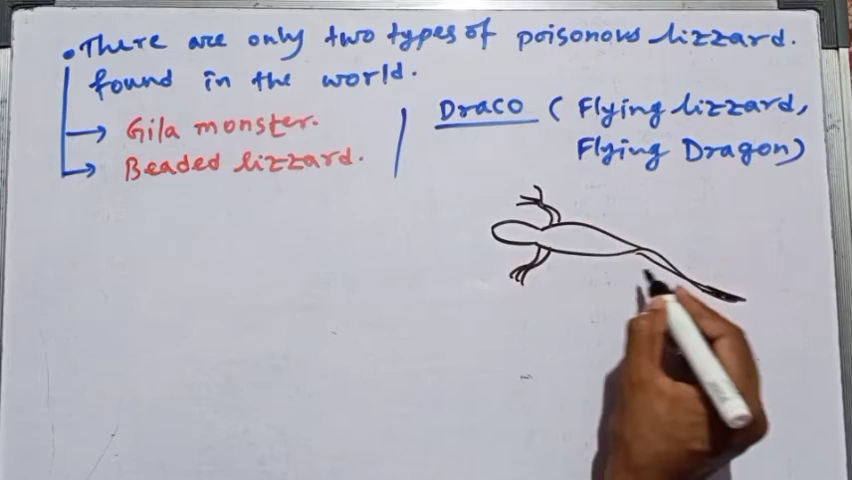 • There are only two types of poisonous lizzard.
found in the world.
→ Gila monster.
→ Beaded lizzard.
Draco ( Flying lizzard,
Flying Dragon)